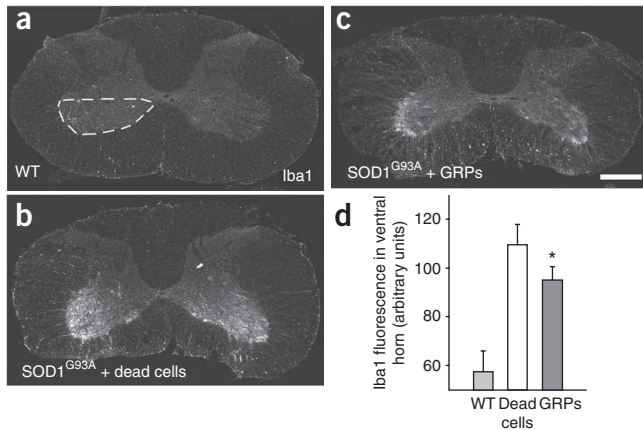 a
WT
Iba1
b
SOD1G93A + dead cells
c
SOD1G93A + GRPs
d
Iba1 fluorescence in ventral
horn (arbitrary units)
120
100
80
60
*
WT Dead GRPs
cells